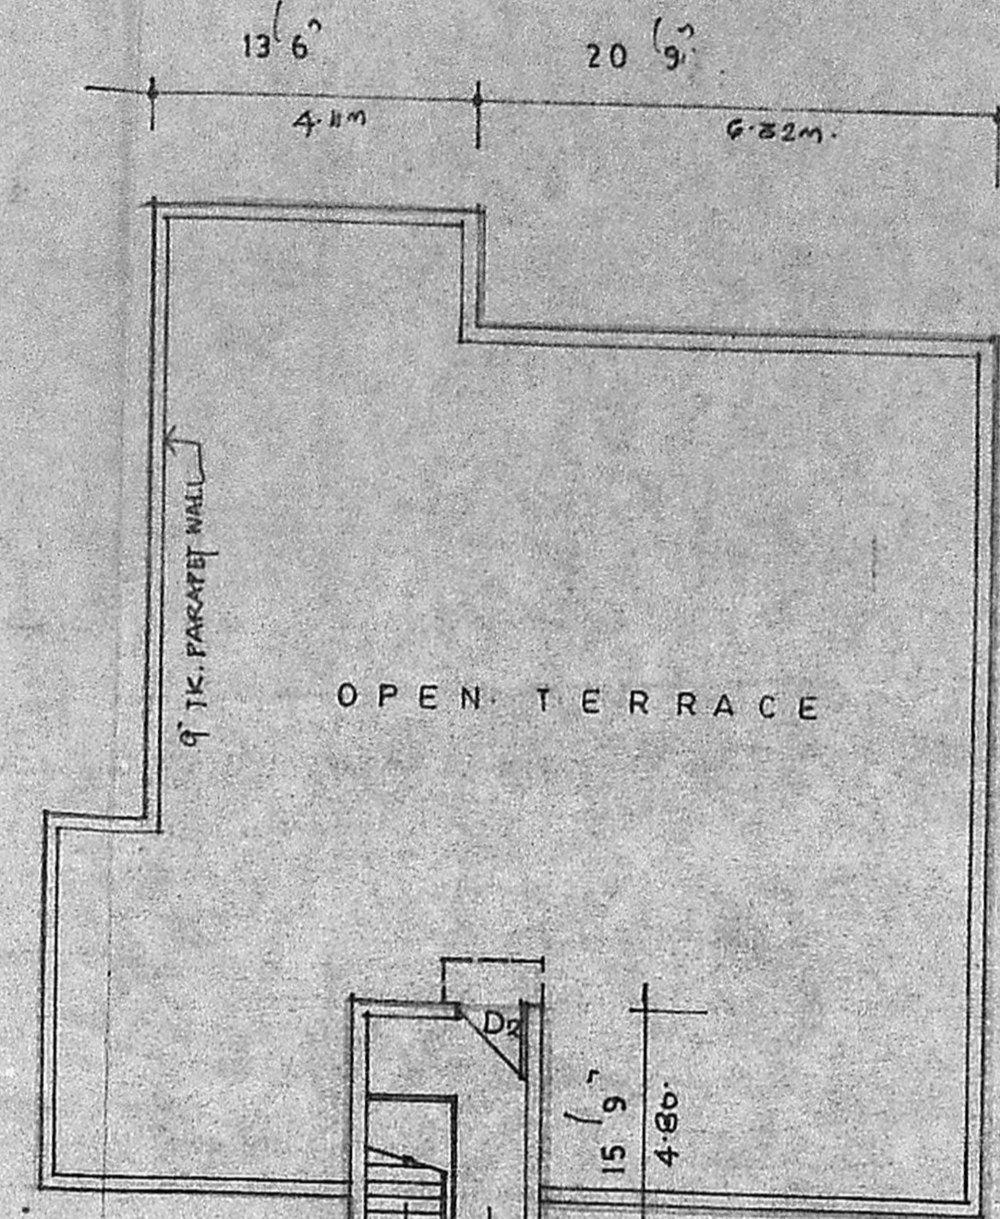 13' 6"
20' 9"
4.11m
6.32m.
9" TK. PARAPET WALL
OPEN TERRACE
D2
15' 9"
4.80.